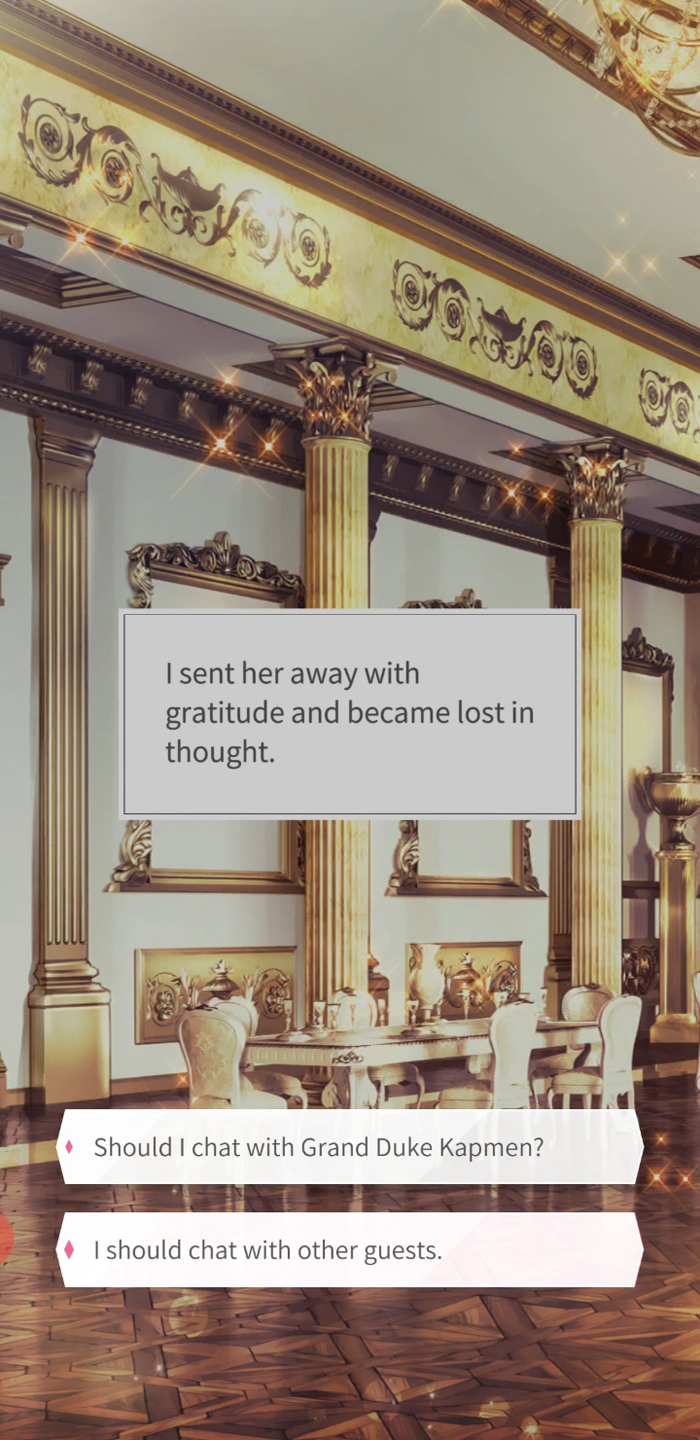 I sent her away with
gratitude and became lost in
thought.
Should I chat with Grand Duke Kapmen?
I should chat with other guests.